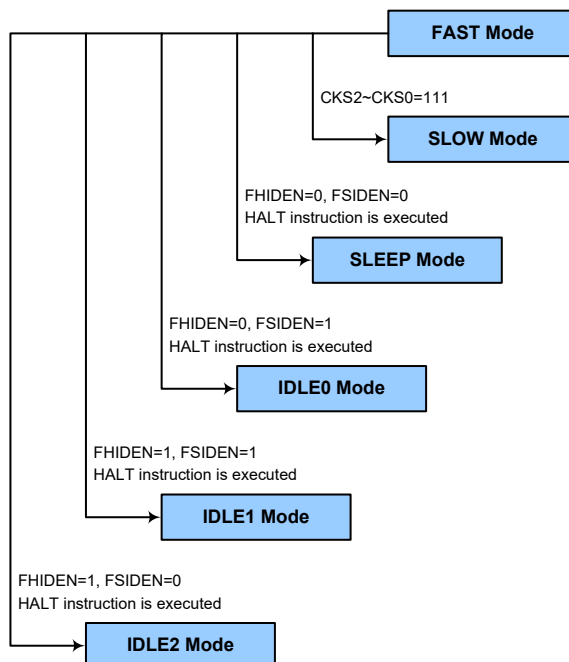 FAST Mode
CKS2~CKS0=111
SLOW Mode
FHIDEN=0, FSIDEN=0
HALT instruction is executed
SLEEP Mode
FHIDEN=0, FSIDEN=1
HALT instruction is executed
IDLE0 Mode
FHIDEN=1, FSIDEN=1
HALT instruction is executed
IDLE1 Mode
FHIDEN=1, FSIDEN=0
HALT instruction is executed
IDLE2 Mode